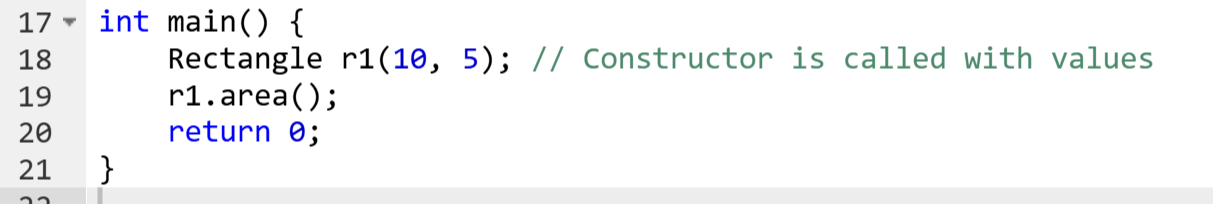 17 int main() {
18     Rectangle r1(10, 5); // Constructor is called with values
19     r1.area();
20     return 0;
21 }
22